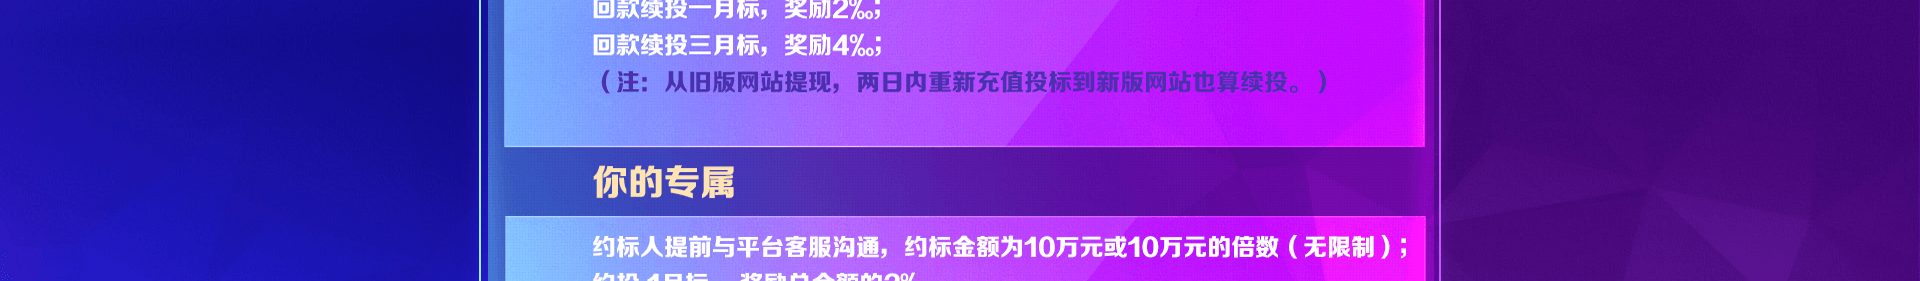 回款续投一月标，奖励2‰；
回款续投三月标，奖励4‰；
（注：从旧版网站提现，两日内重新充值投标到新版网站也算续投。）
你的专属
约标人提前与平台客服沟通，约标金额为10万元或10万元的倍数（无限制）；